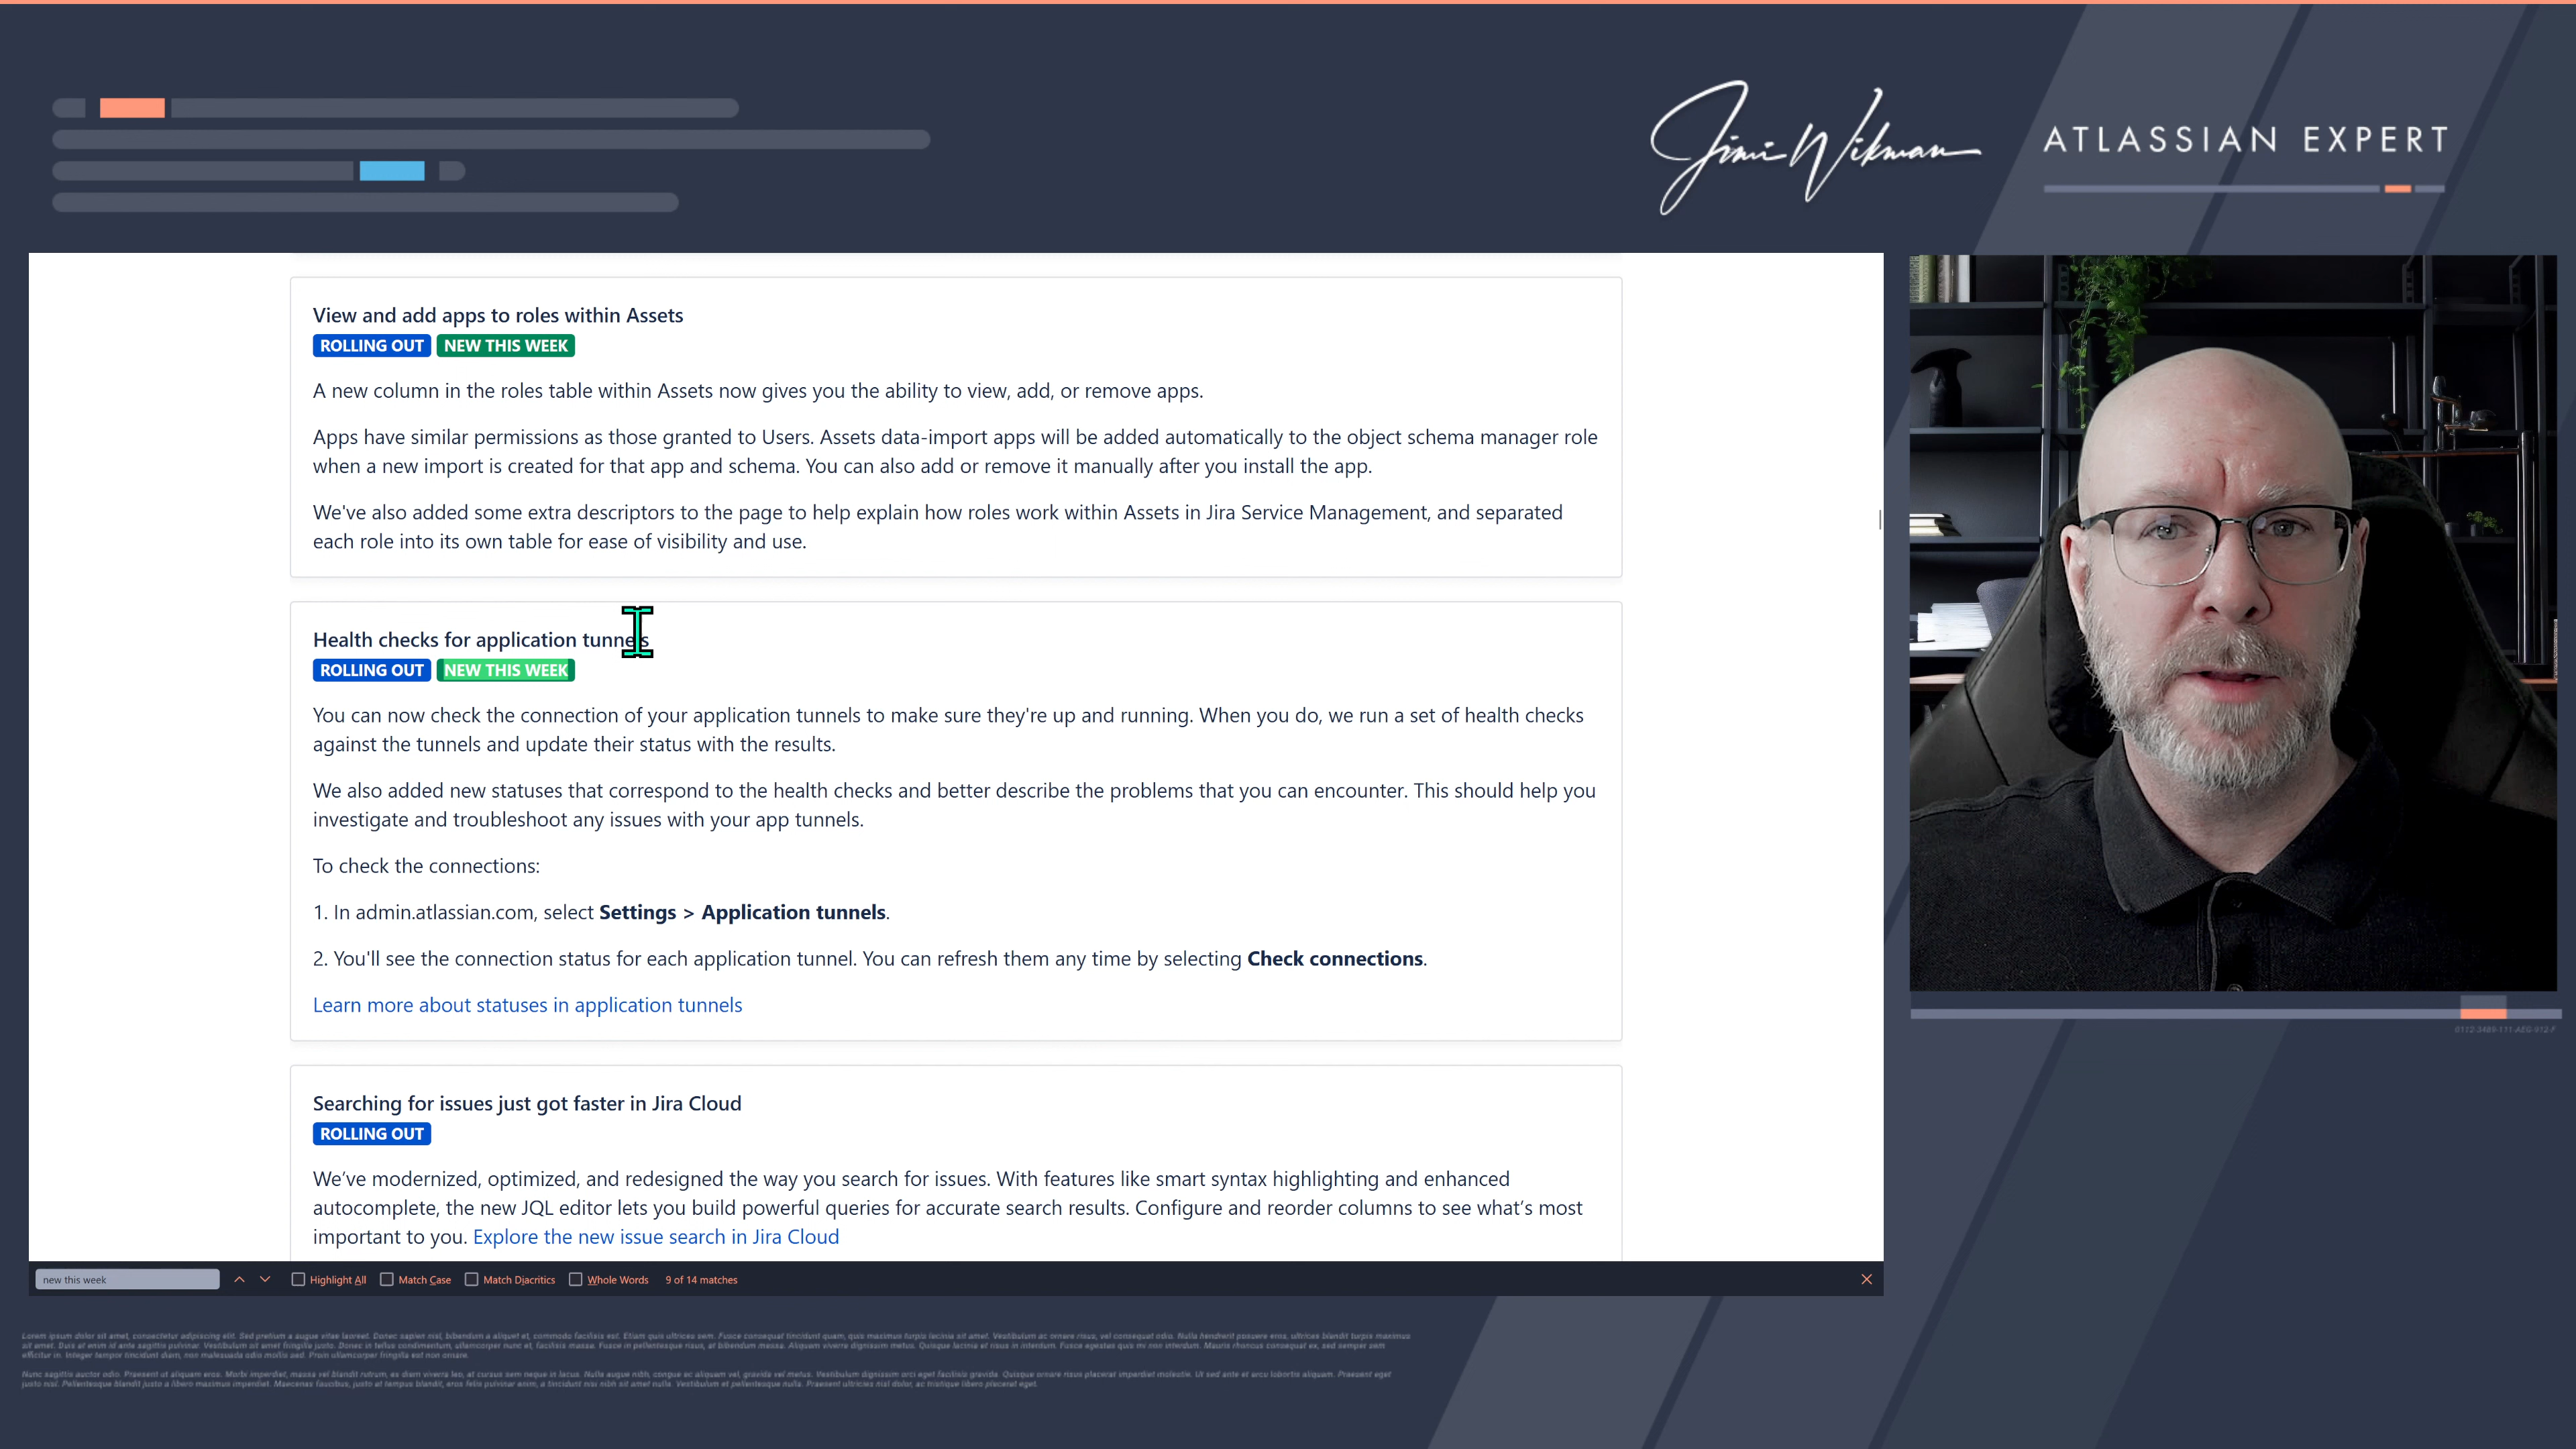 Jimi Wikman
ATLASSIAN EXPERT
View and add apps to roles within Assets
ROLLING OUT NEW THIS WEEK
A new column in the roles table within Assets now gives you the ability to view, add, or remove apps.
Apps have similar permissions as those granted to Users. Assets data-import apps will be added automatically to the object schema manager role
when a new import is created for that app and schema. You can also add or remove it manually after you install the app.
We've also added some extra descriptors to the page to help explain how roles work within Assets in Jira Service Management, and separated
each role into its own table for ease of visibility and use.
Health checks for application tunnels
ROLLING OUT NEW THIS WEEK
You can now check the connection of your application tunnels to make sure they're up and running. When you do, we run a set of health checks
against the tunnels and update their status with the results.
We also added new statuses that correspond to the health checks and better describe the problems that you can encounter. This should help you
investigate and troubleshoot any issues with your app tunnels.
To check the connections:
1. In admin.atlassian.com, select Settings > Application tunnels.
2. You'll see the connection status for each application tunnel. You can refresh them any time by selecting Check connections.
Learn more about statuses in application tunnels
Searching for issues just got faster in Jira Cloud
ROLLING OUT
We’ve modernized, optimized, and redesigned the way you search for issues. With features like smart syntax highlighting and enhanced
autocomplete, the new JQL editor lets you build powerful queries for accurate search results. Configure and reorder columns to see what’s most
important to you. Explore the new issue search in Jira Cloud
new this week Highlight All Match Case Match Diacritics Whole Words 9 of 14 matches